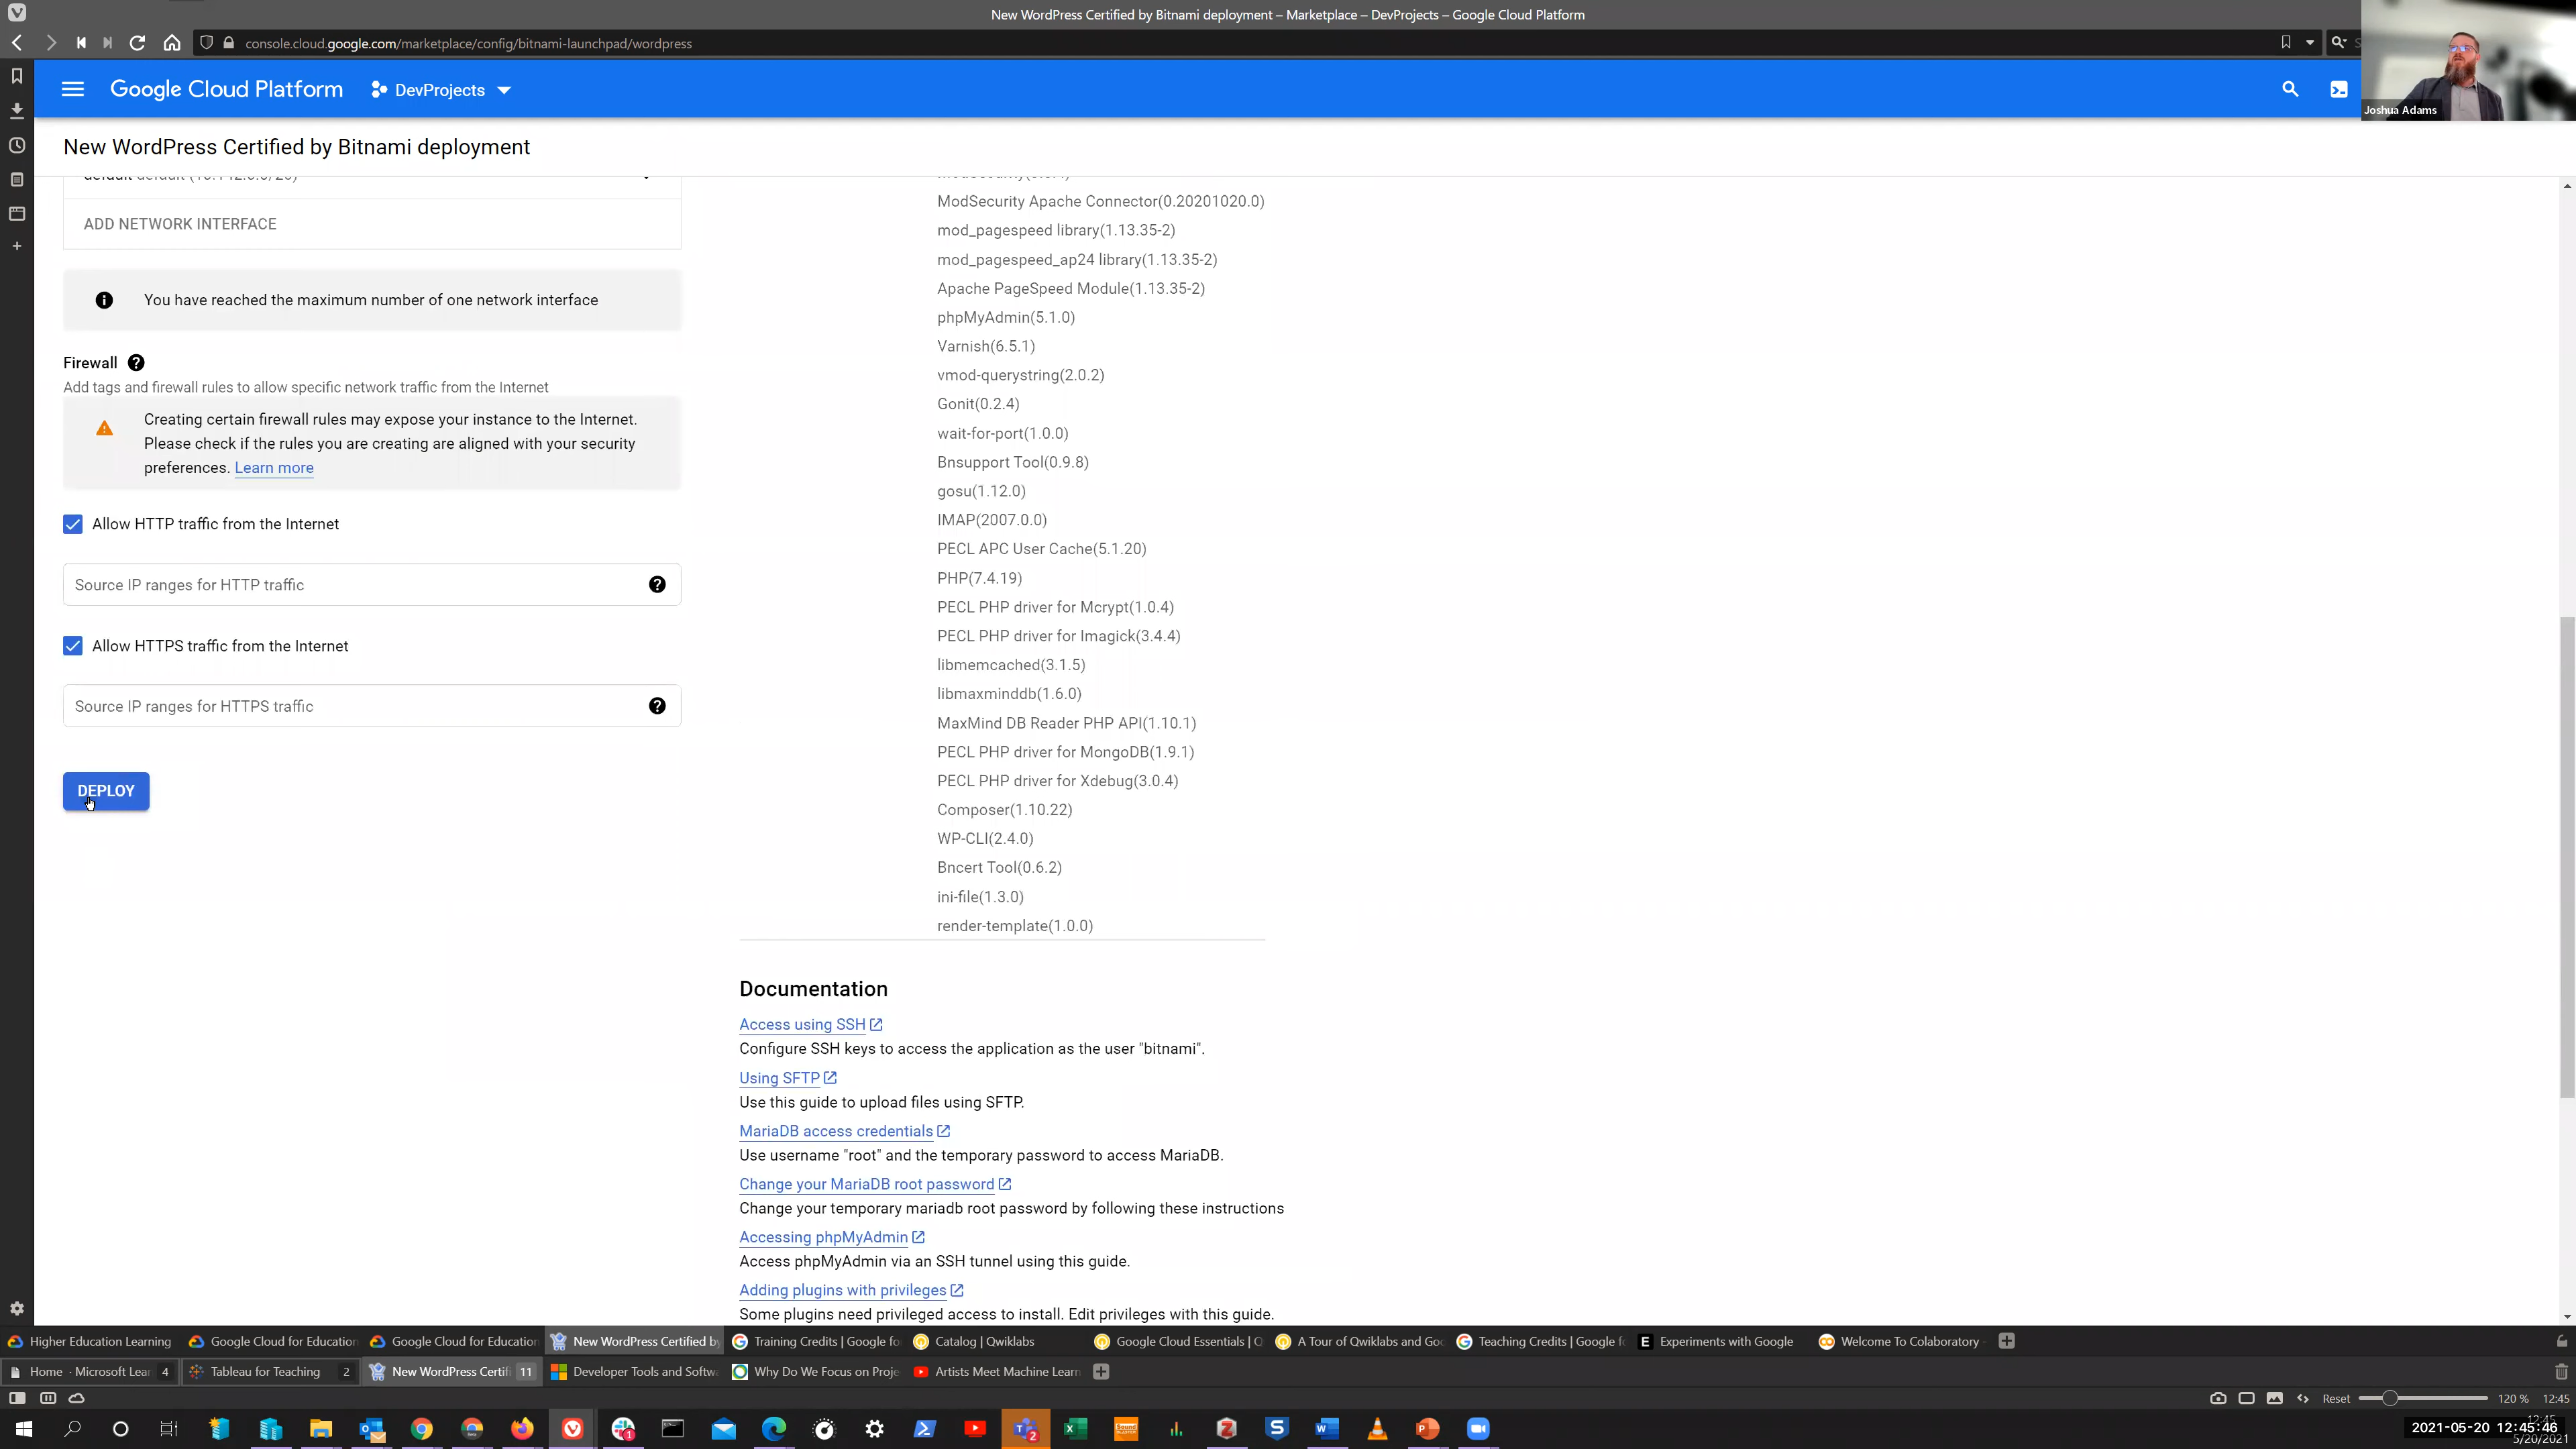 New WordPress Certified by Bitnami deployment – Marketplace – DevProjects – Google Cloud Platform
console.cloud.google.com/marketplace/config/bitnami-launchpad/wordpress
Google Cloud Platform
DevProjects
Joshua Adams
New WordPress Certified by Bitnami deployment
ADD NETWORK INTERFACE
You have reached the maximum number of one network interface
Firewall
Add tags and firewall rules to allow specific network traffic from the Internet
Creating certain firewall rules may expose your instance to the Internet.
Please check if the rules you are creating are aligned with your security
preferences. Learn more
Allow HTTP traffic from the Internet
Source IP ranges for HTTP traffic
Allow HTTPS traffic from the Internet
Source IP ranges for HTTPS traffic
DEPLOY
ModSecurity Apache Connector(0.20201020.0)
mod_pagespeed library(1.13.35-2)
mod_pagespeed_ap24 library(1.13.35-2)
Apache PageSpeed Module(1.13.35-2)
phpMyAdmin(5.1.0)
Varnish(6.5.1)
vmod-querystring(2.0.2)
Gonit(0.2.4)
wait-for-port(1.0.0)
Bnsupport Tool(0.9.8)
gosu(1.12.0)
IMAP(2007.0.0)
PECL APC User Cache(5.1.20)
PHP(7.4.19)
PECL PHP driver for Mcrypt(1.0.4)
PECL PHP driver for Imagick(3.4.4)
libmemcached(3.1.5)
libmaxminddb(1.6.0)
MaxMind DB Reader PHP API(1.10.1)
PECL PHP driver for MongoDB(1.9.1)
PECL PHP driver for Xdebug(3.0.4)
Composer(1.10.22)
WP-CLI(2.4.0)
Bncert Tool(0.6.2)
ini-file(1.3.0)
render-template(1.0.0)
Documentation
Access using SSH
Configure SSH keys to access the application as the user "bitnami".
Using SFTP
Use this guide to upload files using SFTP.
MariaDB access credentials
Use username "root" and the temporary password to access MariaDB.
Change your MariaDB root password
Change your temporary mariadb root password by following these instructions
Accessing phpMyAdmin
Access phpMyAdmin via an SSH tunnel using this guide.
Adding plugins with privileges
Some plugins need privileged access to install. Edit privileges with this guide.
Higher Education Learning Google Cloud for Education Google Cloud for Education New WordPress Certified by Training Credits | Google fo Catalog | Qwiklabs Google Cloud Essentials | Q A Tour of Qwiklabs and Goo Teaching Credits | Google f E Experiments with Google Welcome To Colaboratory -
Home · Microsoft Lear 4 Tableau for Teaching 2 New WordPress Certif 11 Developer Tools and Softw Why Do We Focus on Proje Artists Meet Machine Learn
Reset 120 % 12:45
2021-05-20 12:45:46
5/20/2021